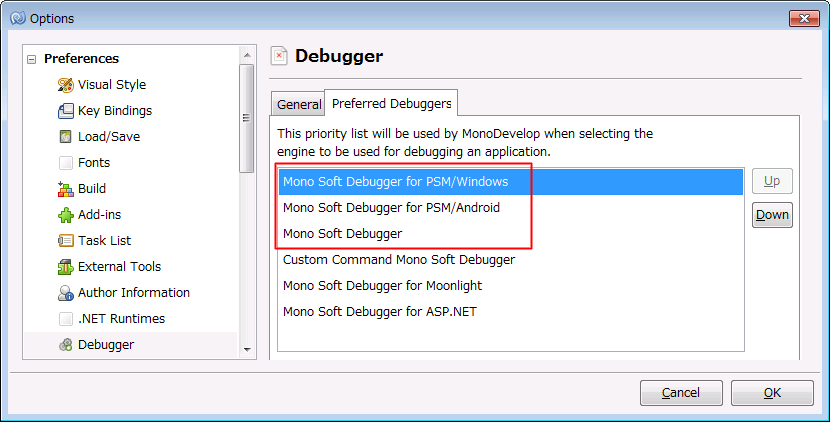 Options
Preferences
Visual Style
Key Bindings
Load/Save
Fonts
Build
Add-ins
Task List
External Tools
Author Information
.NET Runtimes
Debugger
Debugger
General
Preferred Debuggers
This priority list will be used by MonoDevelop when selecting the
engine to be used for debugging an application.
Mono Soft Debugger for PSM/Windows
Mono Soft Debugger for PSM/Android
Mono Soft Debugger
Custom Command Mono Soft Debugger
Mono Soft Debugger for Moonlight
Mono Soft Debugger for ASP.NET
Up
Down
Cancel
OK